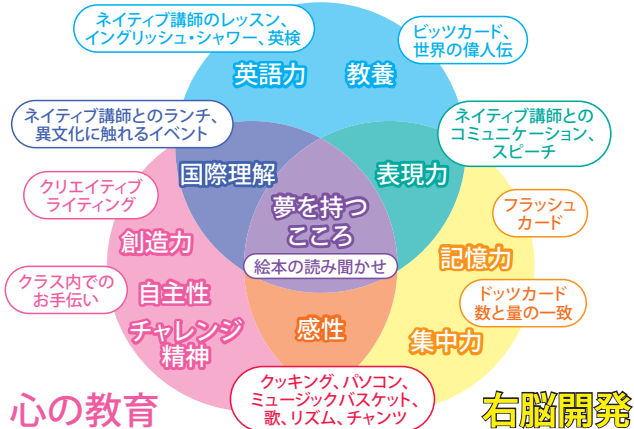 ネイティブ講師のレッスン、
イングリッシュ・シャワー、英検
ビッツカード、
世界の偉人伝
英語力
教養
ネイティブ講師とのランチ、
異文化に触れるイベント
ネイティブ講師との
コミュニケーション、
スピーチ
国際理解
表現力
クリエイティブ
ライティング
夢を持つ
こころ
フラッシュ
カード
創造力
絵本の読み聞かせ
記憶力
クラス内での
お手伝い
自主性
ドッツカード
数と量の一致
チャレンジ
精神
感性
集中力
クッキング、パソコン、
ミュージックバスケット、
歌、リズム、チャンツ
心の教育
右脳開発